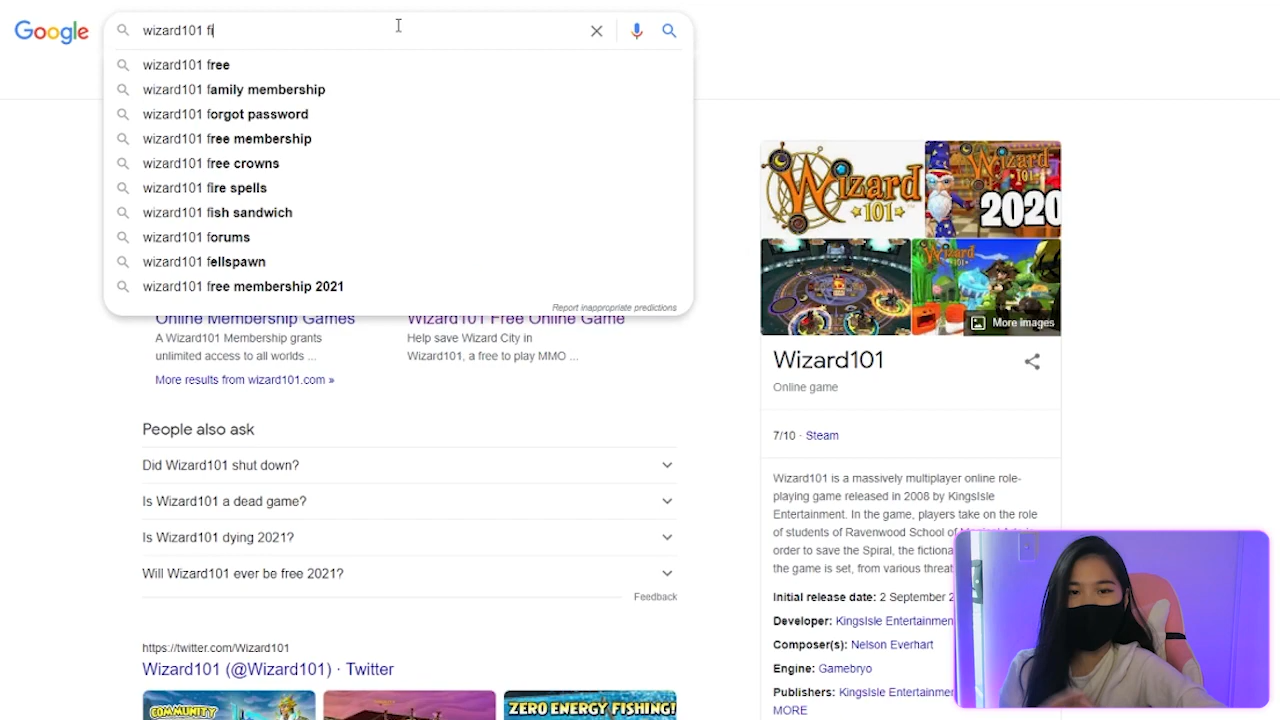 Google
wizard101 fi
wizard101 free
wizard101 family membership
wizard101 forgot password
wizard101 free membership
wizard101 free crowns
wizard101 fire spells
wizard101 fish sandwich
wizard101 forums
wizard101 fellspawn
wizard101 free membership 2021
Report inappropriate predictions
Online Membership Games
A Wizard101 Membership grants
unlimited access to all worlds ...
More results from wizard101.com »
Wizard101 Free Online Game
Help save Wizard City in
Wizard101, a free to play MMO ...
People also ask
Did Wizard101 shut down?
Is Wizard101 a dead game?
Is Wizard101 dying 2021?
Will Wizard101 ever be free 2021?
Feedback
https://twitter.com/Wizard101
Wizard101 (@Wizard101) · Twitter
COMMUNITY
ZERO ENERGY FISHING!
Wizard
101
Wizard
101
2020
Wizard
101
More images
Wizard101
Online game
7/10 · Steam
Wizard101 is a massively multiplayer online role-
playing game released in 2008 by KingsIsle
Entertainment. In the game, players take on the role
of students of Ravenwood School of
order to save the Spiral, the fictiona
the game is set, from various threat
Initial release date: 2 September 2
Developer: KingsIsle Entertainmen
Composer(s): Nelson Everhart
Engine: Gamebryo
Publishers: KingsIsle Entertainmen
MORE